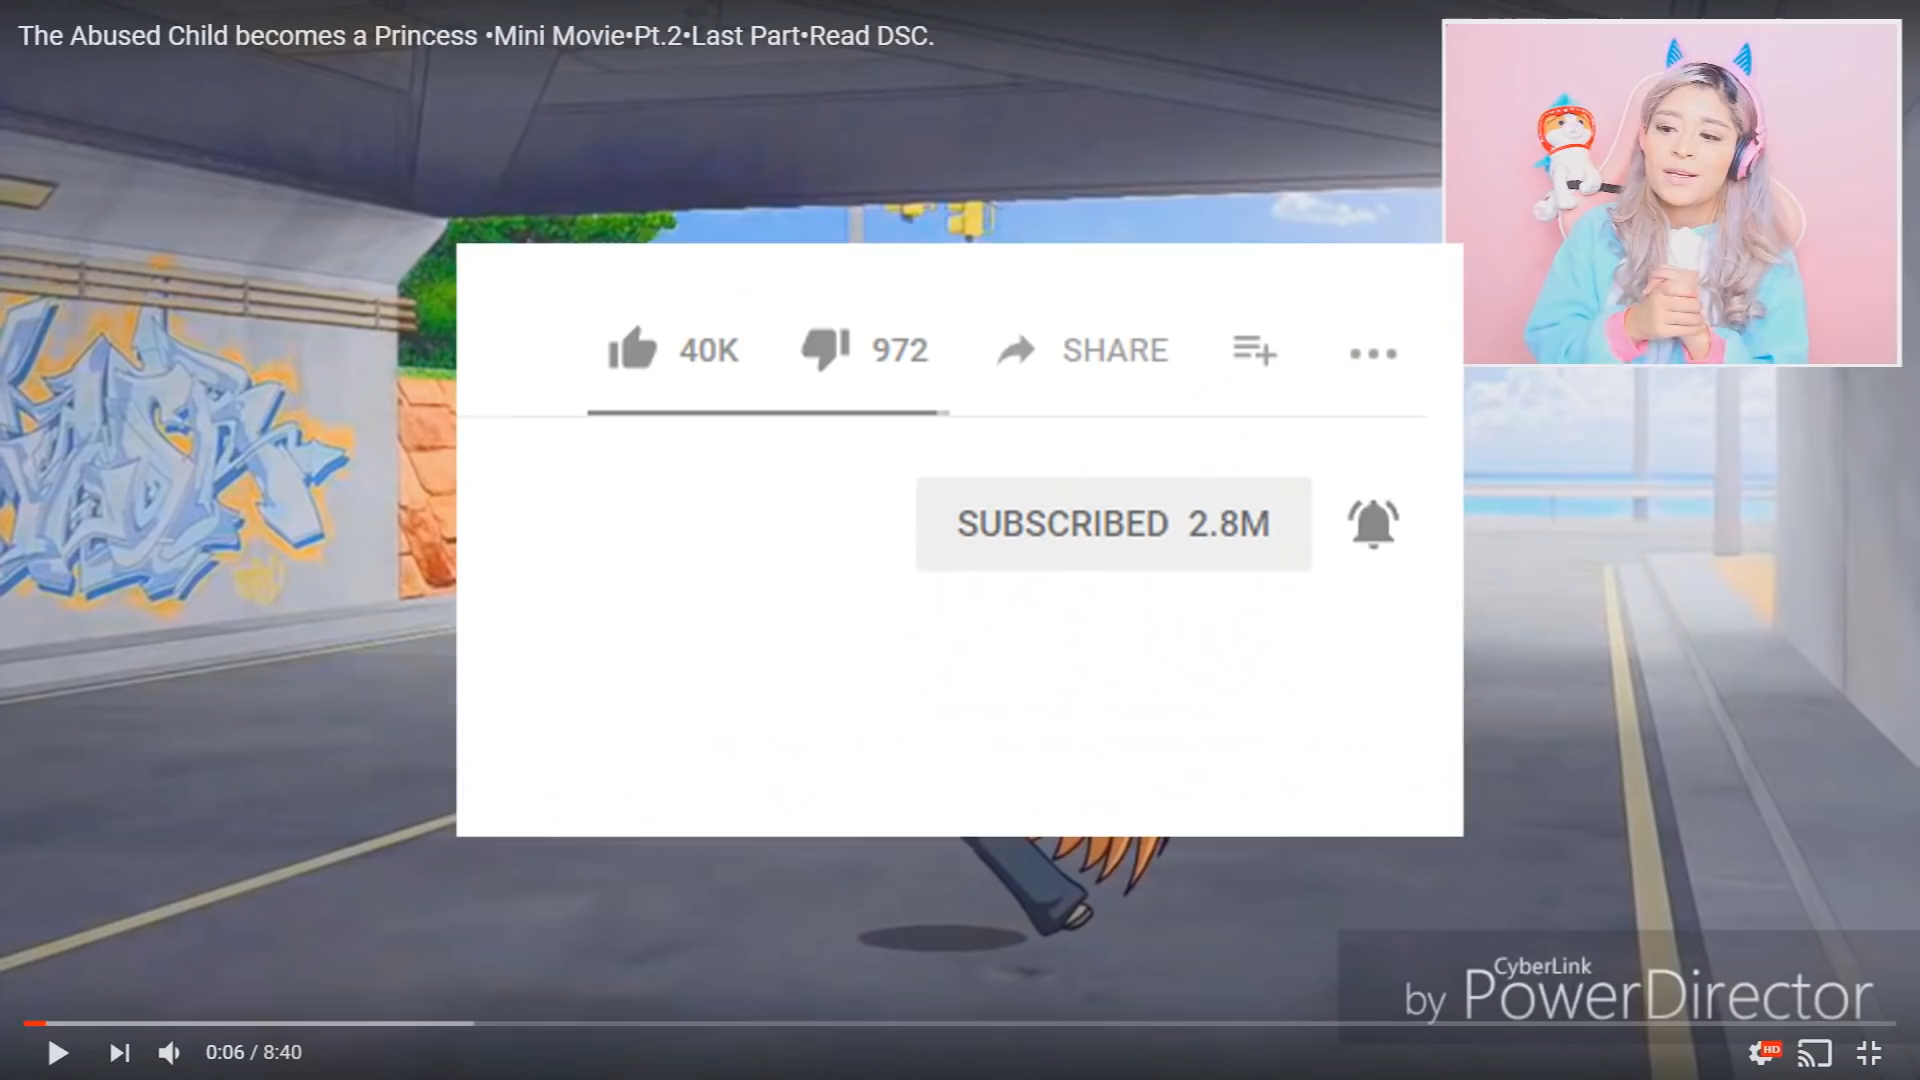 The Abused Child becomes a Princess •Mini Movie•Pt.2•Last Part•Read DSC.
40K 972 SHARE
SUBSCRIBED 2.8M
CyberLink
by PowerDirector
0:06 / 8:40
HD